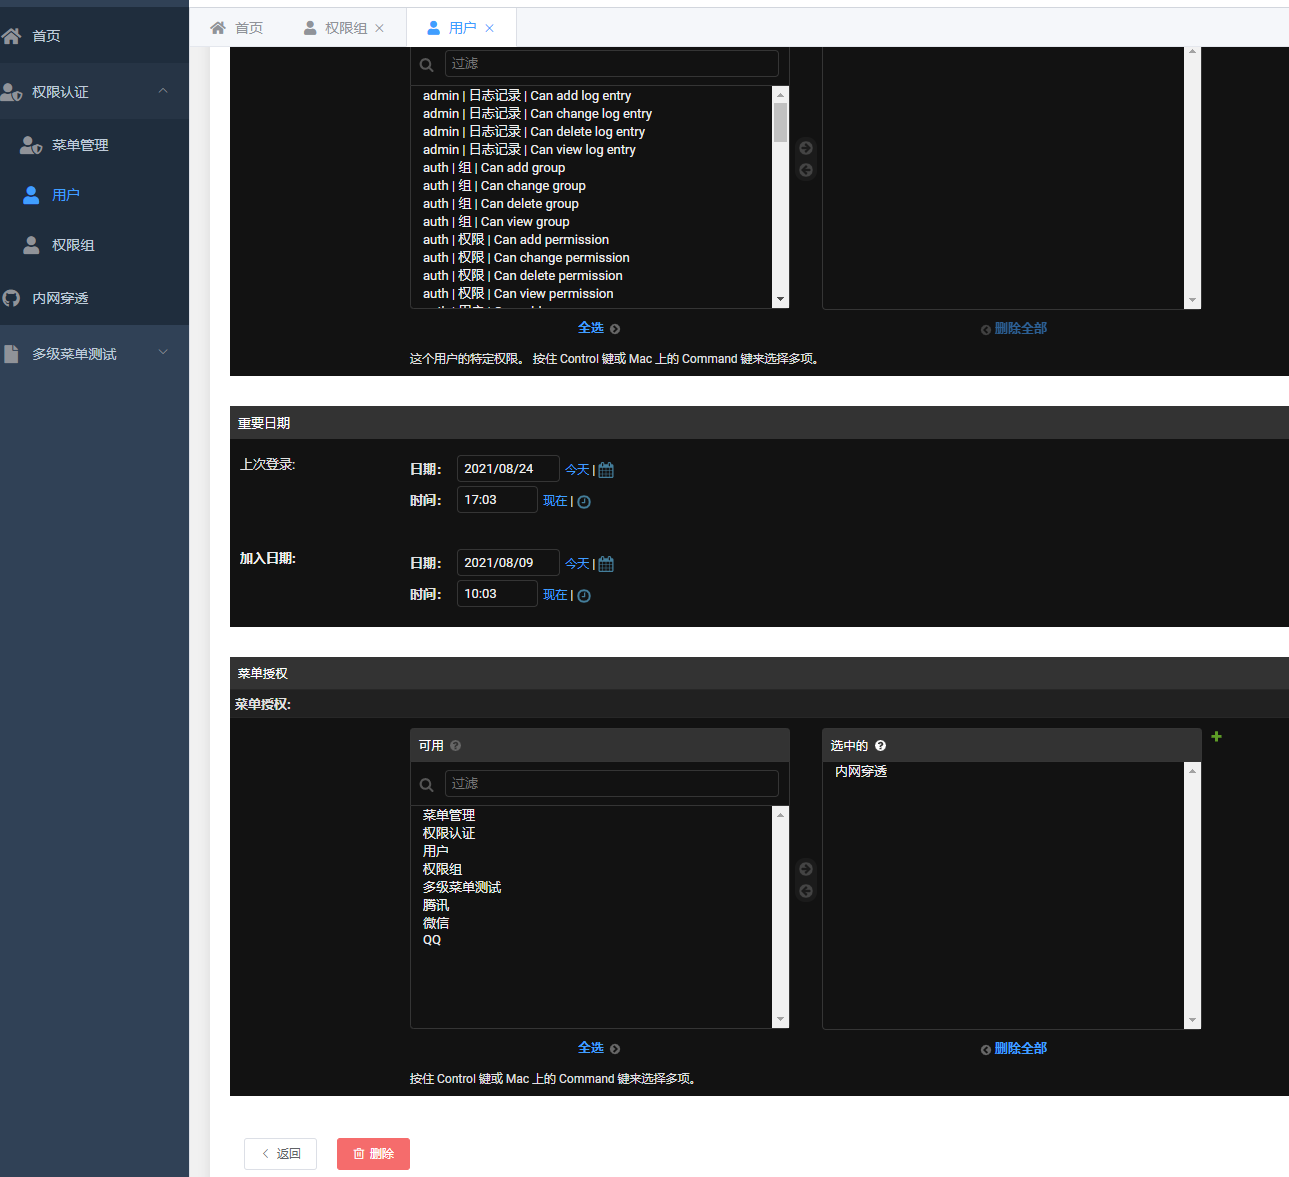 首页
权限认证
菜单管理
用户
权限组
内网穿透
多级菜单测试
首页
权限组
用户
过滤
admin | 日志记录 | Can add log entry
admin | 日志记录 | Can change log entry
admin | 日志记录 | Can delete log entry
admin | 日志记录 | Can view log entry
auth | 组 | Can add group
auth | 组 | Can change group
auth | 组 | Can delete group
auth | 组 | Can view group
auth | 权限 | Can add permission
auth | 权限 | Can change permission
auth | 权限 | Can delete permission
auth | 权限 | Can view permission
全选
删除全部
这个用户的特定权限。 按住 Control 键或 Mac 上的 Command 键来选择多项。
重要日期
上次登录:
日期: 2021/08/24 今天 |
时间: 17:03 现在 |
加入日期:
日期: 2021/08/09 今天 |
时间: 10:03 现在 |
菜单授权
菜单授权:
可用
过滤
菜单管理
权限认证
用户
权限组
多级菜单测试
腾讯
微信
QQ
全选
选中的
内网穿透
删除全部
按住 Control 键或 Mac 上的 Command 键来选择多项。
返回
删除